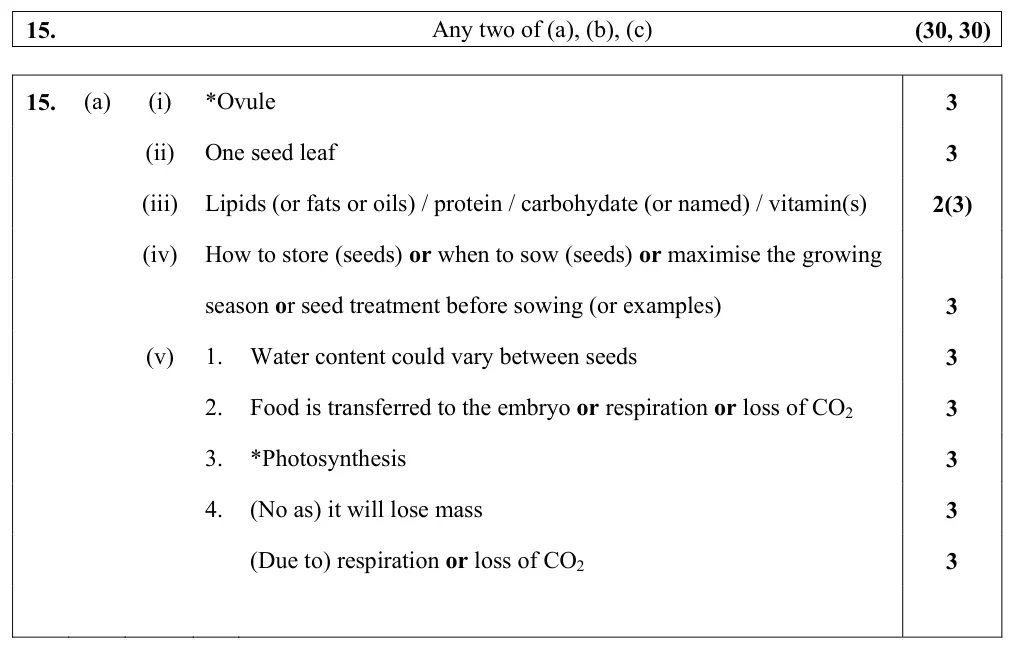 15. Any two of (a), (b), (c) (30, 30)
15. (a) (i) *Ovule 3
(ii) One seed leaf 3
(iii) Lipids (or fats or oils) / protein / carbohydate (or named) / vitamin(s) 2(3)
(iv) How to store (seeds) or when to sow (seeds) or maximise the growing
season or seed treatment before sowing (or examples) 3
(v) 1. Water content could vary between seeds 3
2. Food is transferred to the embryo or respiration or loss of CO₂ 3
3. *Photosynthesis 3
4. (No as) it will lose mass 3
(Due to) respiration or loss of CO₂ 3